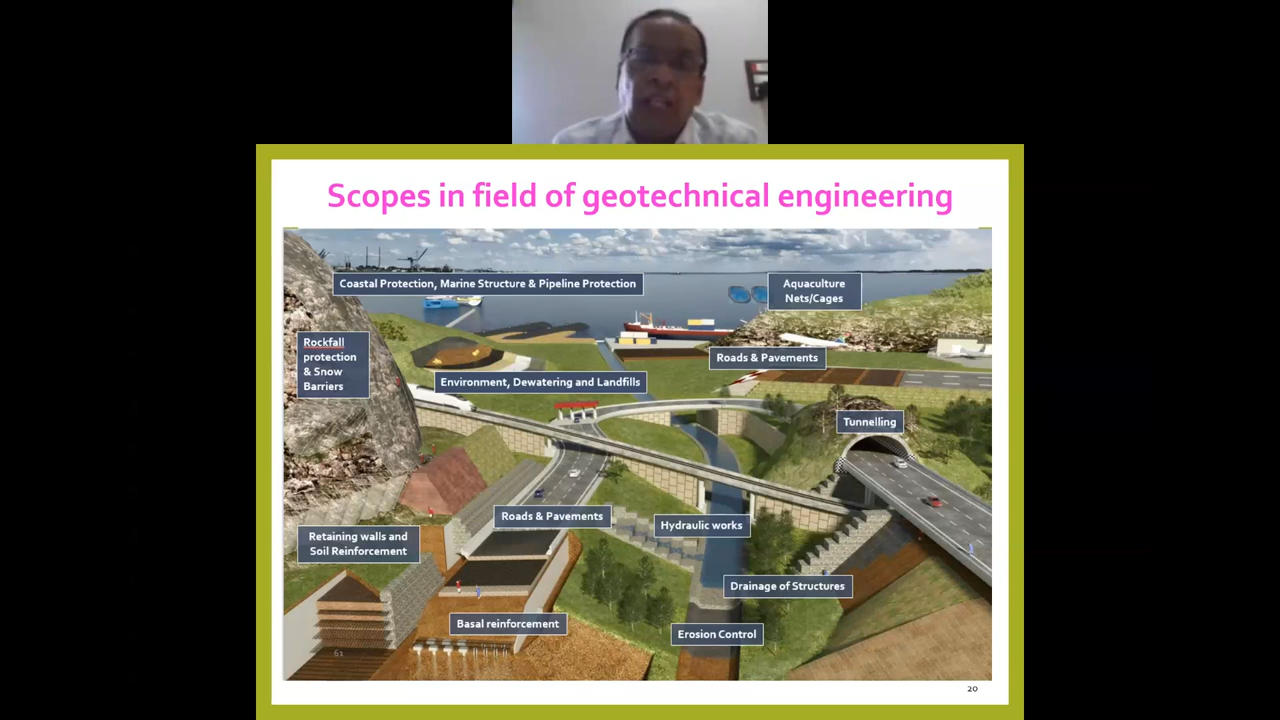 Scopes in field of geotechnical engineering
Coastal Protection, Marine Structure & Pipeline Protection
Aquaculture
Nets/Cages
Rockfall
protection
& Snow
Barriers
Roads & Pavements
Environment, Dewatering and Landfills
Tunnelling
Roads & Pavements
Hydraulic works
Retaining walls and
Soil Reinforcement
Drainage of Structures
Basal reinforcement
Erosion Control
61
20